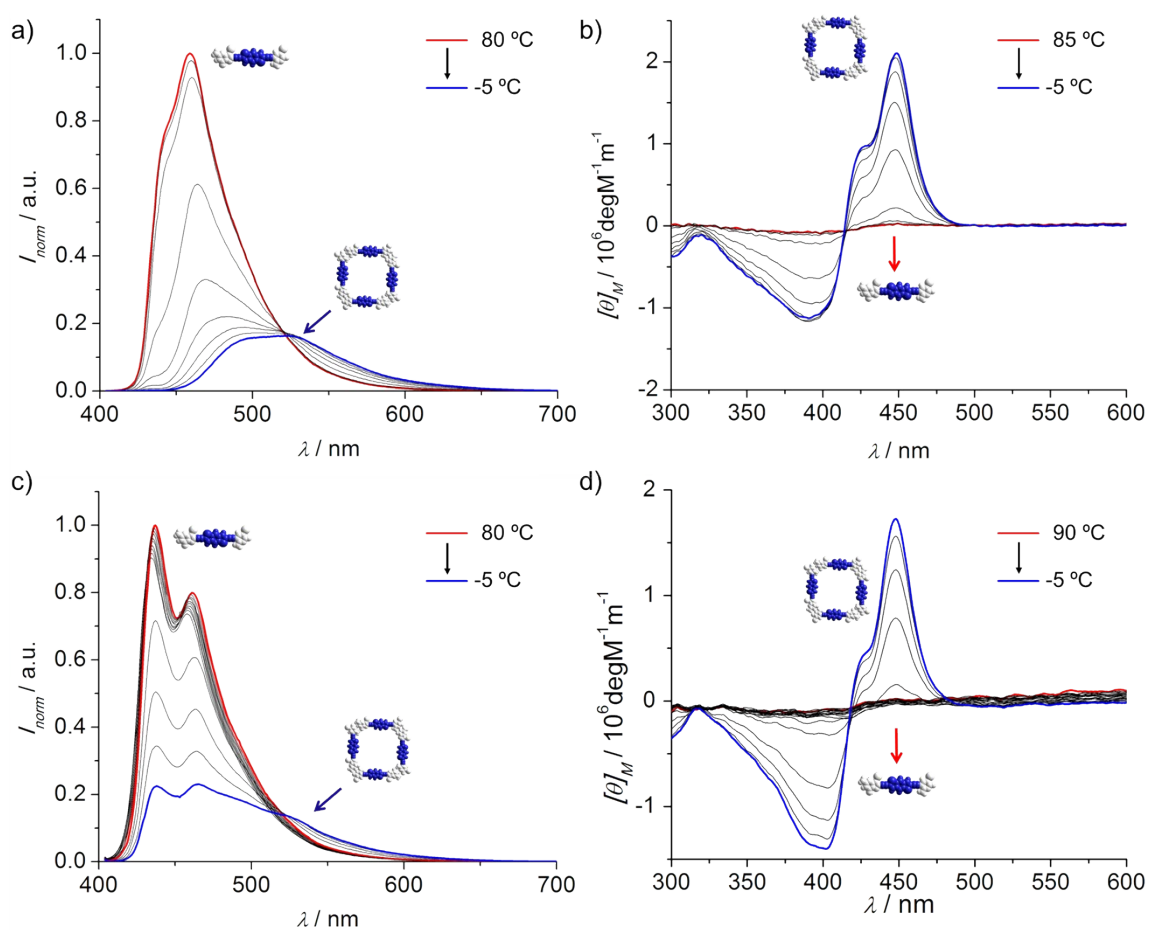 a)
80 ºC
-5 ºC
1.0
0.8
0.6
0.4
0.2
0.0
I_norm / a.u.
400 500 600 700
λ / nm
b)
85 ºC
-5 ºC
2
1
0
-1
-2
[θ]_M / 10⁶degM⁻¹m⁻¹
300 350 400 450 500 550 600
λ / nm
c)
80 ºC
-5 ºC
1.0
0.8
0.6
0.4
0.2
0.0
I_norm / a.u.
400 500 600 700
λ / nm
d)
90 ºC
-5 ºC
2
1
0
-1
[θ]_M / 10⁶degM⁻¹m⁻¹
300 350 400 450 500 550 600
λ / nm